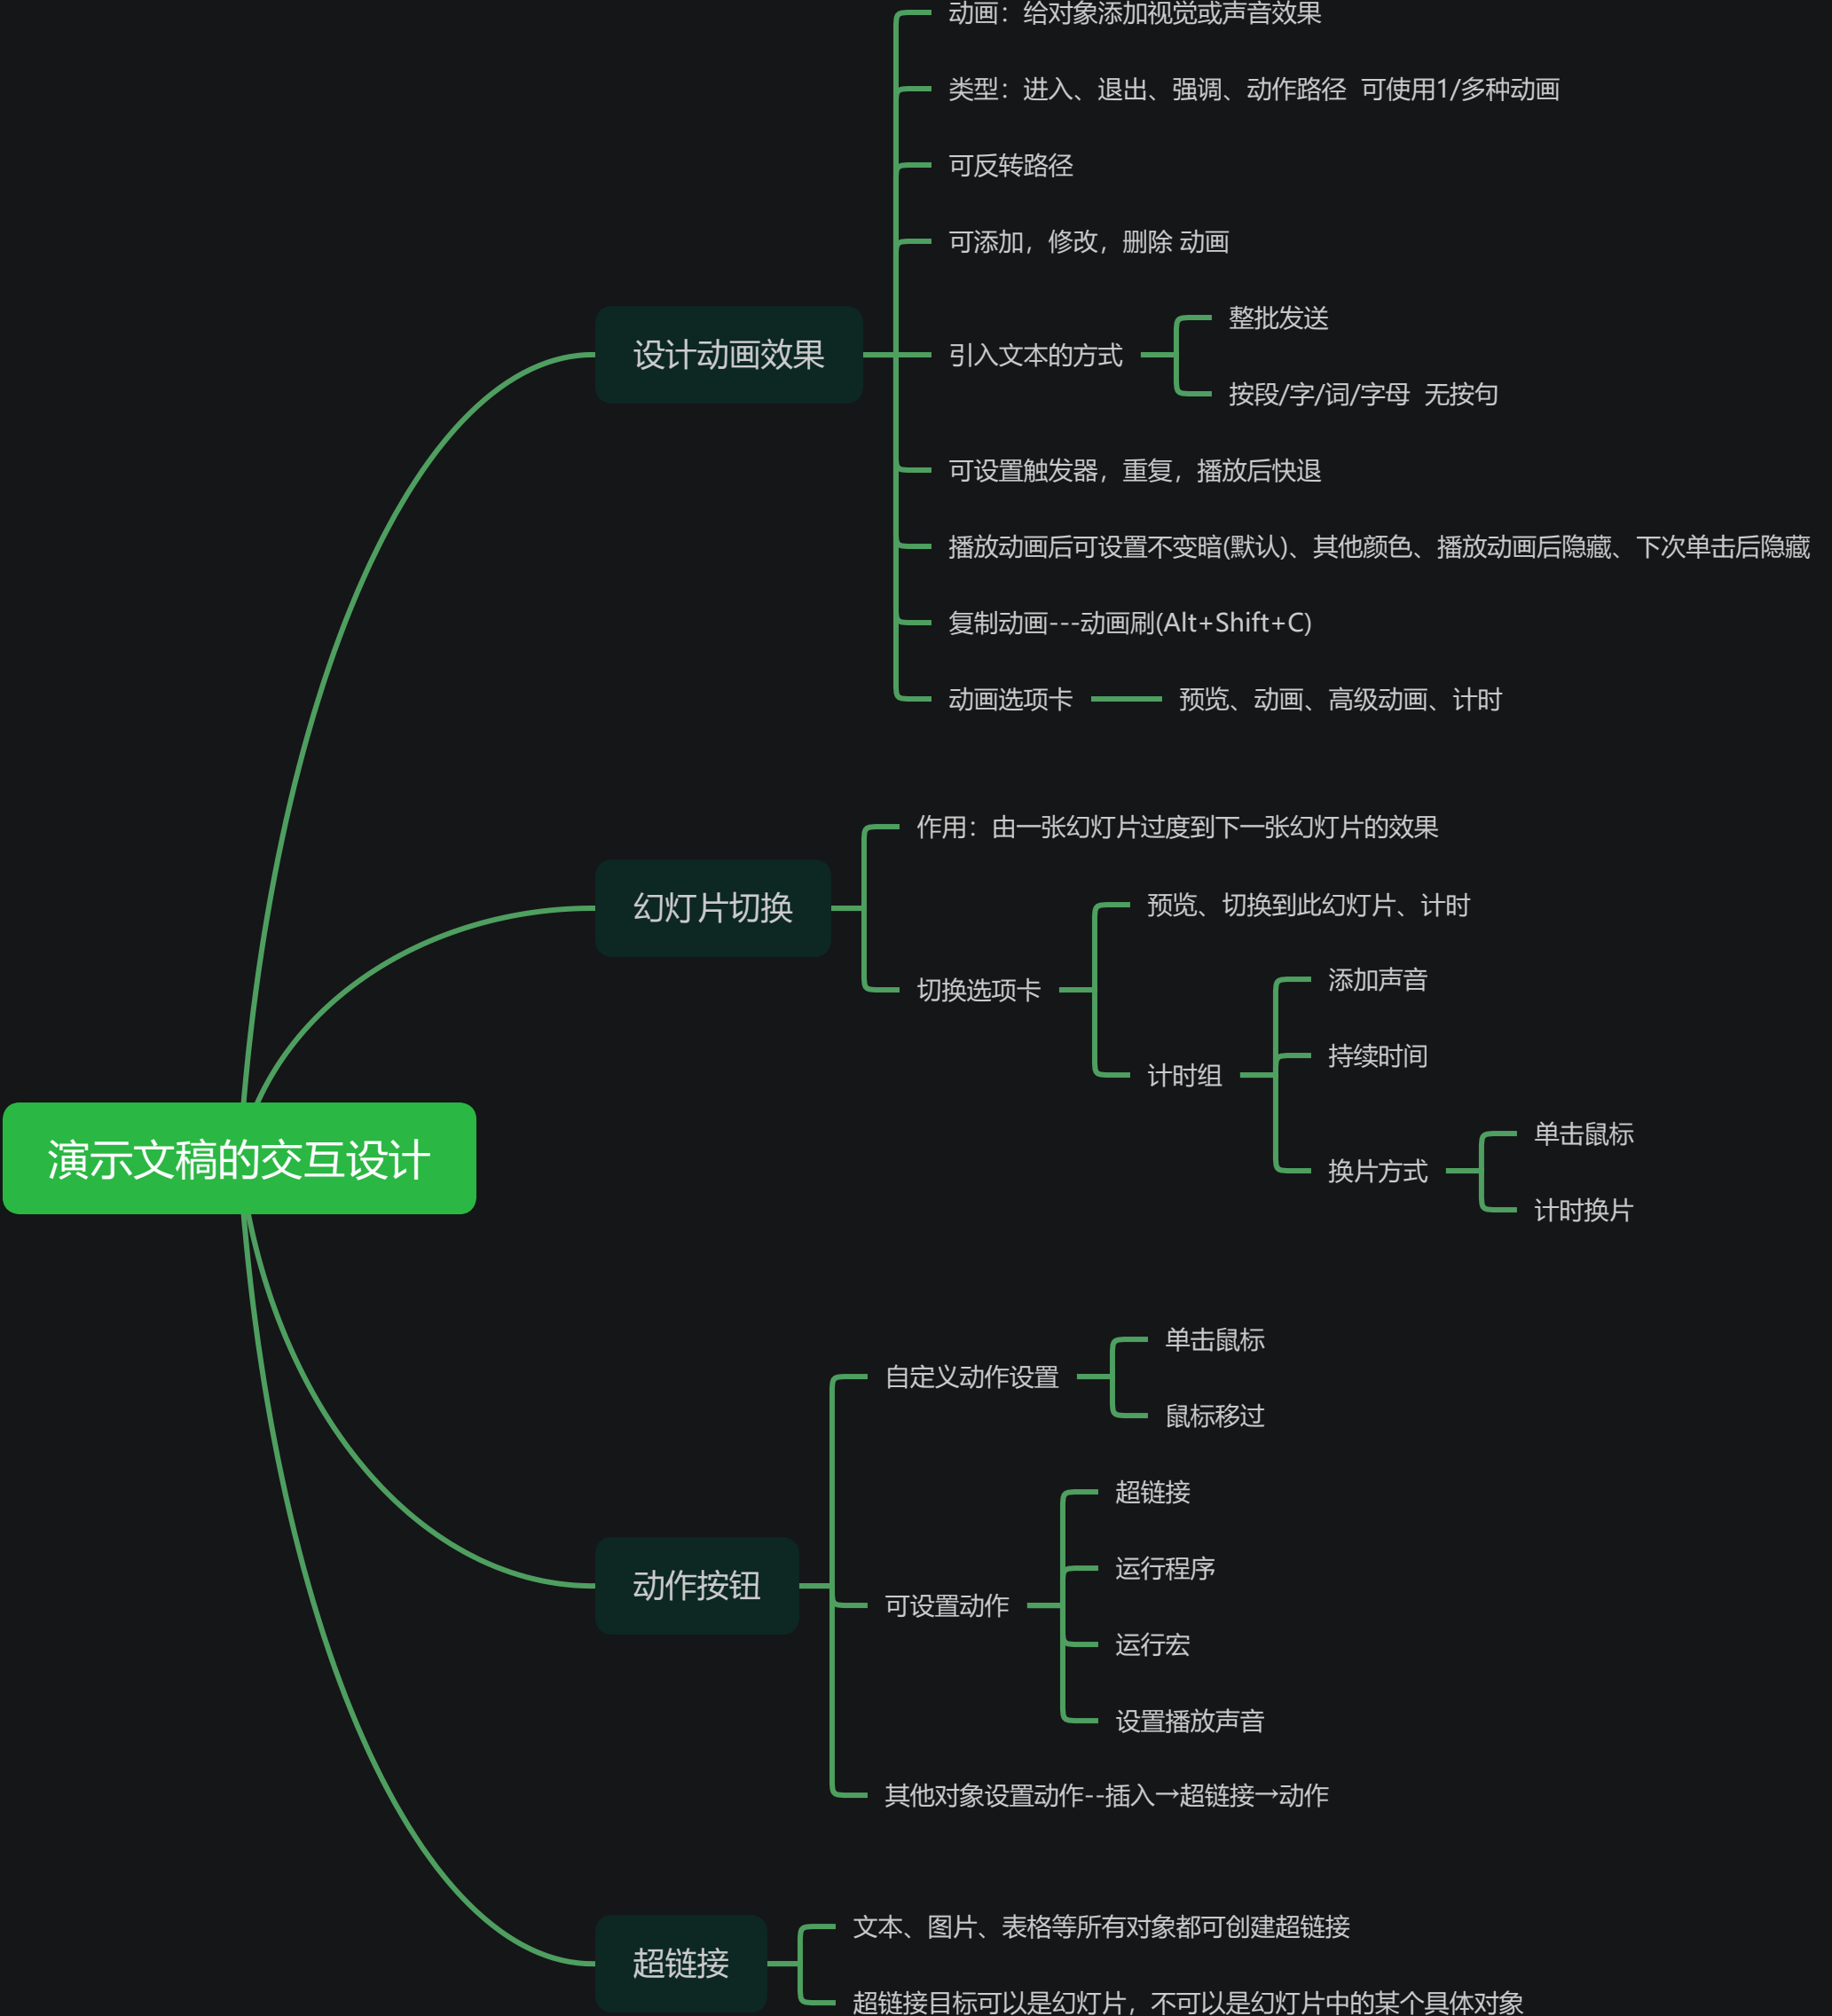 动画：给对象添加视觉或声音效果
类型：进入、退出、强调、动作路径 可使用1/多种动画
可反转路径
可添加，修改，删除 动画
设计动画效果
引入文本的方式
整批发送
按段/字/词/字母 无按句
可设置触发器，重复，播放后快退
播放动画后可设置不变暗(默认)、其他颜色、播放动画后隐藏、下次单击后隐藏
复制动画---动画刷(Alt+Shift+C)
动画选项卡
预览、动画、高级动画、计时
幻灯片切换
作用：由一张幻灯片过度到下一张幻灯片的效果
切换选项卡
预览、切换到此幻灯片、计时
计时组
添加声音
持续时间
换片方式
单击鼠标
计时换片
演示文稿的交互设计
动作按钮
自定义动作设置
单击鼠标
鼠标移过
可设置动作
超链接
运行程序
运行宏
设置播放声音
其他对象设置动作--插入→超链接→动作
超链接
文本、图片、表格等所有对象都可创建超链接
超链接目标可以是幻灯片，不可以是幻灯片中的某个具体对象